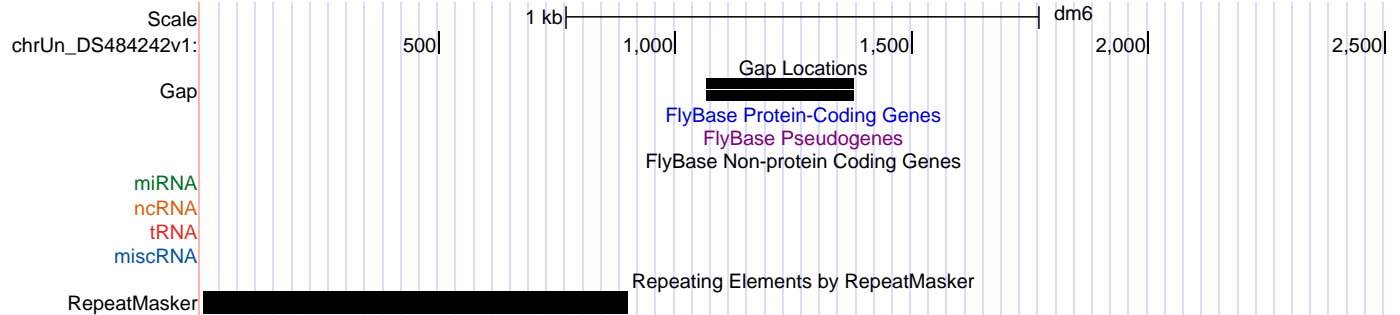 Scale 1 kb dm6
chrUn_DS484242v1: 500 1,000 1,500 2,000 2,500
Gap Locations
Gap
FlyBase Protein-Coding Genes
FlyBase Pseudogenes
FlyBase Non-protein Coding Genes
miRNA
ncRNA
tRNA
miscRNA
Repeating Elements by RepeatMasker
RepeatMasker